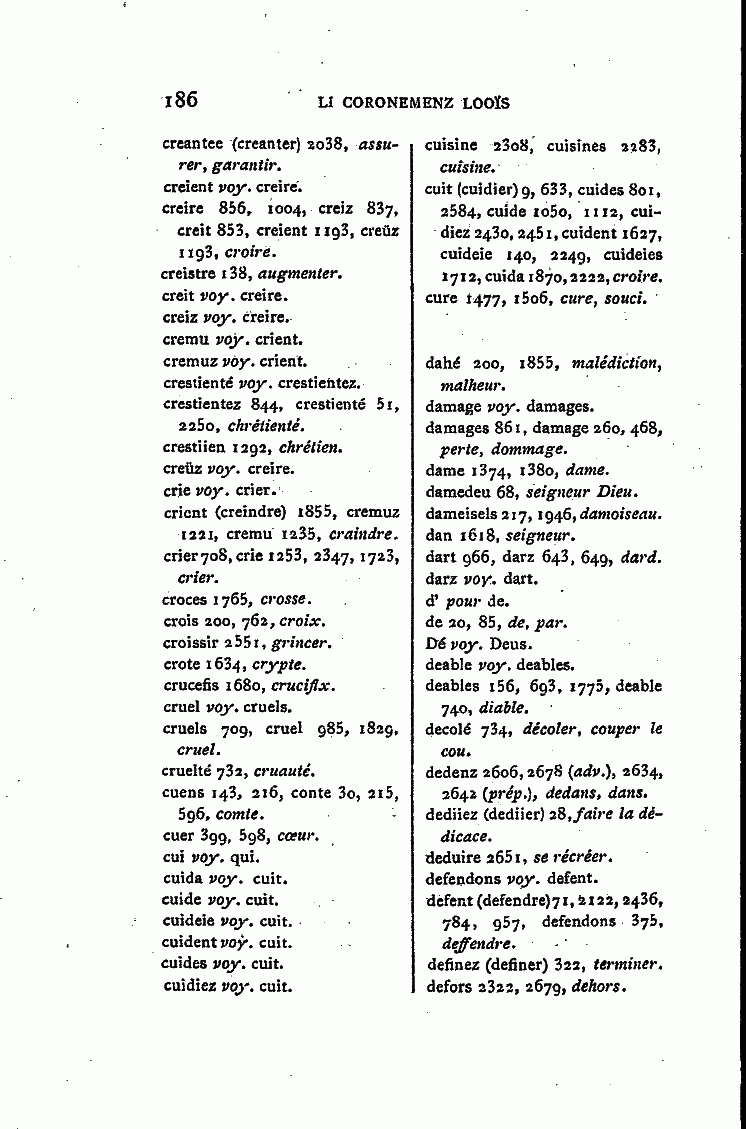 186
LI CORONEMENZ LOOÏS
creantee (creanter) 2038, assu-
rer, garantir.
creient voy. creire.
creire 856, 1004, creiz 837,
creit 853, creient 1193, creüz
1193, croire.
creistre 138, augmenter.
creit voy. creire.
creiz voy. creire.
cremu voy. crient.
cremuz voy. crient.
crestienté voy. crestientez.
crestientez 844, crestienté 51,
2250, chrétienté.
crestiien 1292, chrétien.
creüz voy. creire.
crie voy. crier.
crient (creindre) 1855, cremuz
1221, cremu 1235, craindre.
crier 708, crie 1253, 2347, 1723,
crier.
croces 1765, crosse.
crois 200, 762, croix.
croissir 2551, grincer.
crote 1634, crypte.
crucefis 1680, crucifix.
cruel voy. cruels.
cruels 709, cruel 985, 1829,
cruel.
cruelté 732, cruauté.
cuens 143, 216, conte 30, 215,
596, comte.
cuer 399, 598, cœur.
cui voy. qui.
cuida voy. cuit.
cuide voy. cuit.
cuideie voy. cuit.
cuident voy. cuit.
cuides voy. cuit.
cuidiez voy. cuit.
cuisine 2308, cuisines 2283,
cuisine.
cuit (cuidier) 9, 633, cuides 801,
2584, cuide 1050, 1112, cui-
diez 2430, 2451, cuident 1627,
cuideie 140, 2249, cuideies
1712, cuida 1870, 2222, croire.
cure 1477, 1506, cure, souci.
dahé 200, 1855, malédiction,
malheur.
damage voy. damages.
damages 861, damage 260, 468,
perte, dommage.
dame 1374, 1380, dame.
damedeu 68, seigneur Dieu.
dameisels 217, 1946, damoiseau.
dan 1618, seigneur.
dart 966, darz 643, 649, dard.
darz voy. dart.
d' pour de.
de 20, 85, de, par.
Dé voy. Deus.
deable voy. deables.
deables 156, 693, 1775, deable
740, diable.
decolé 734, décoler, couper le
cou.
dedenz 2606, 2678 (adv.), 2634,
2642 (prép.), dedans, dans.
dediiez (dediier) 28, faire la dé-
dicace.
deduire 2651, se récréer.
defendons voy. defent.
defent (defendre) 71, 2122, 2436,
784, 957, defendons 375,
deffendre.
definez (definer) 322, terminer.
defors 2322, 2679, dehors.